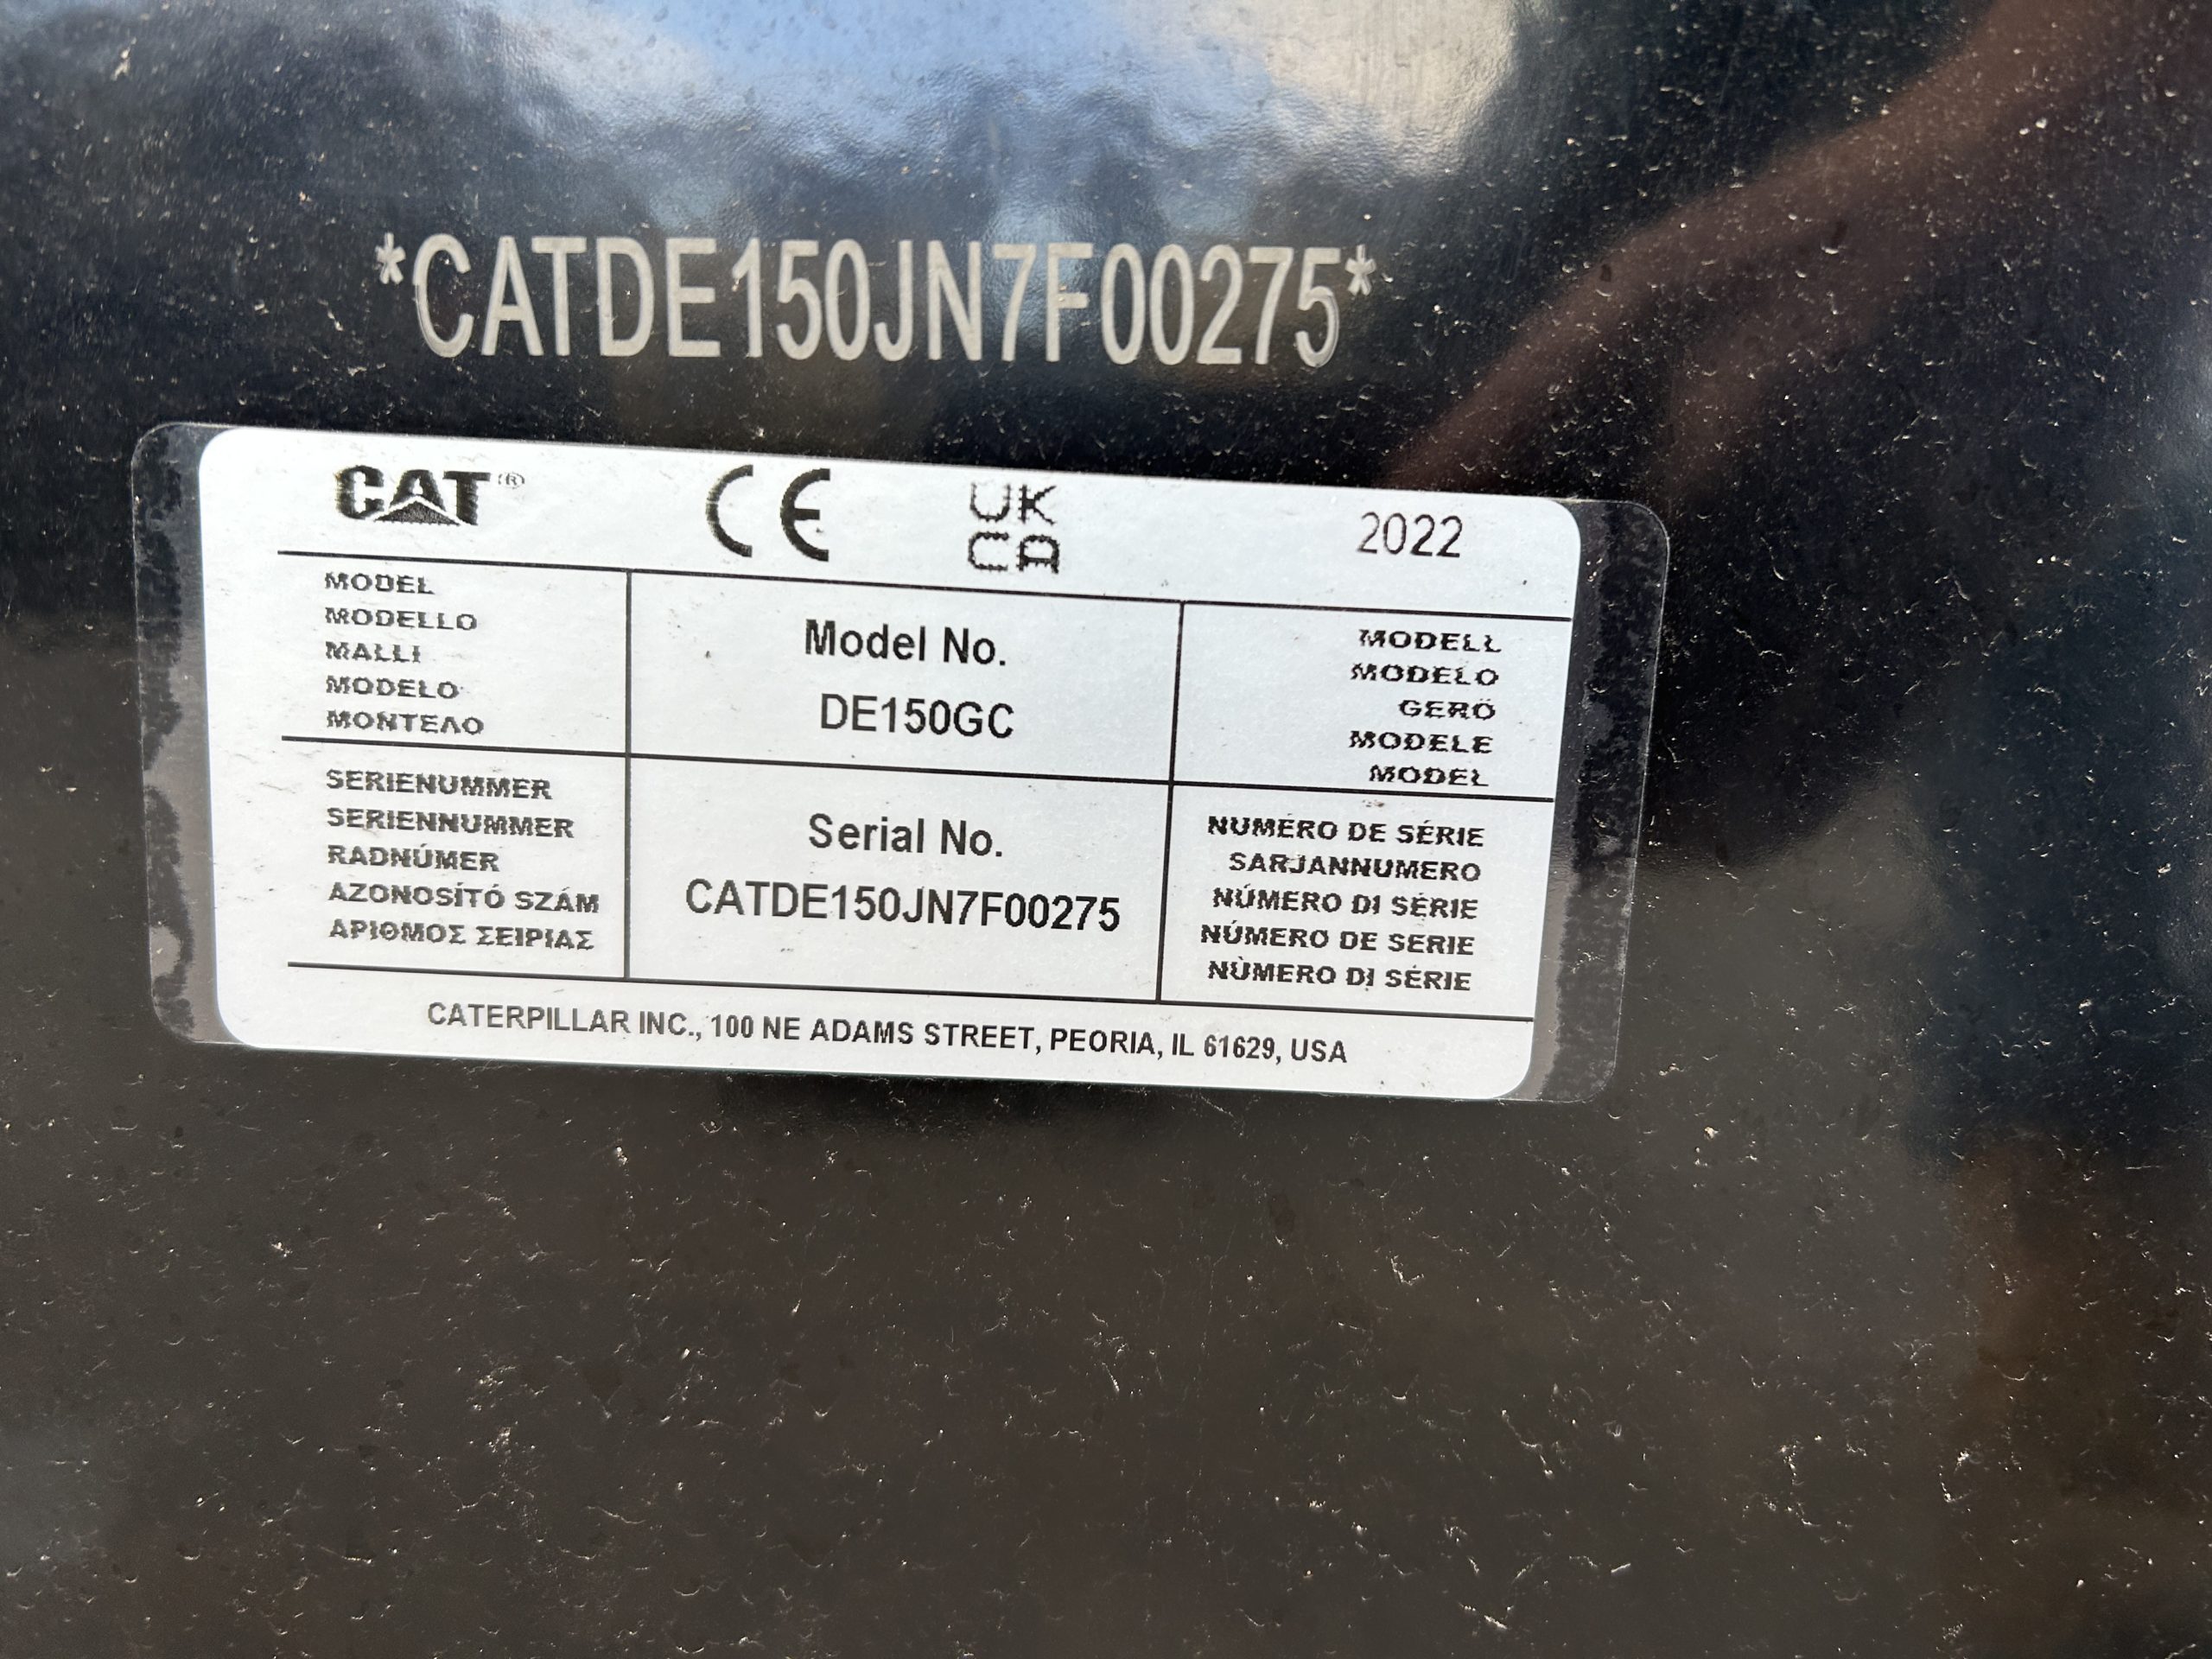 *CATDE150JN7F00275*
CAT® CE UK CA 2022
MODEL
MODELLO
MALLI
MODELO
ΜΟΝΤΕΛΟ
Model No.
DE150GC
MODELL
MODELO
GERÖ
MODELE
MODEL
SERIENUMMER
SERIENNUMMER
RADNÚMER
AZONOSÍTÓ SZÁM
ΑΡΙΘΜΟΣ ΣΕΙΡΙΑΣ
Serial No.
CATDE150JN7F00275
NUMÉRO DE SÉRIE
SARJANNUMERO
NÚMERO DI SÉRIE
NÚMERO DE SERIE
NÙMERO DI SÉRIE
CATERPILLAR INC., 100 NE ADAMS STREET, PEORIA, IL 61629, USA